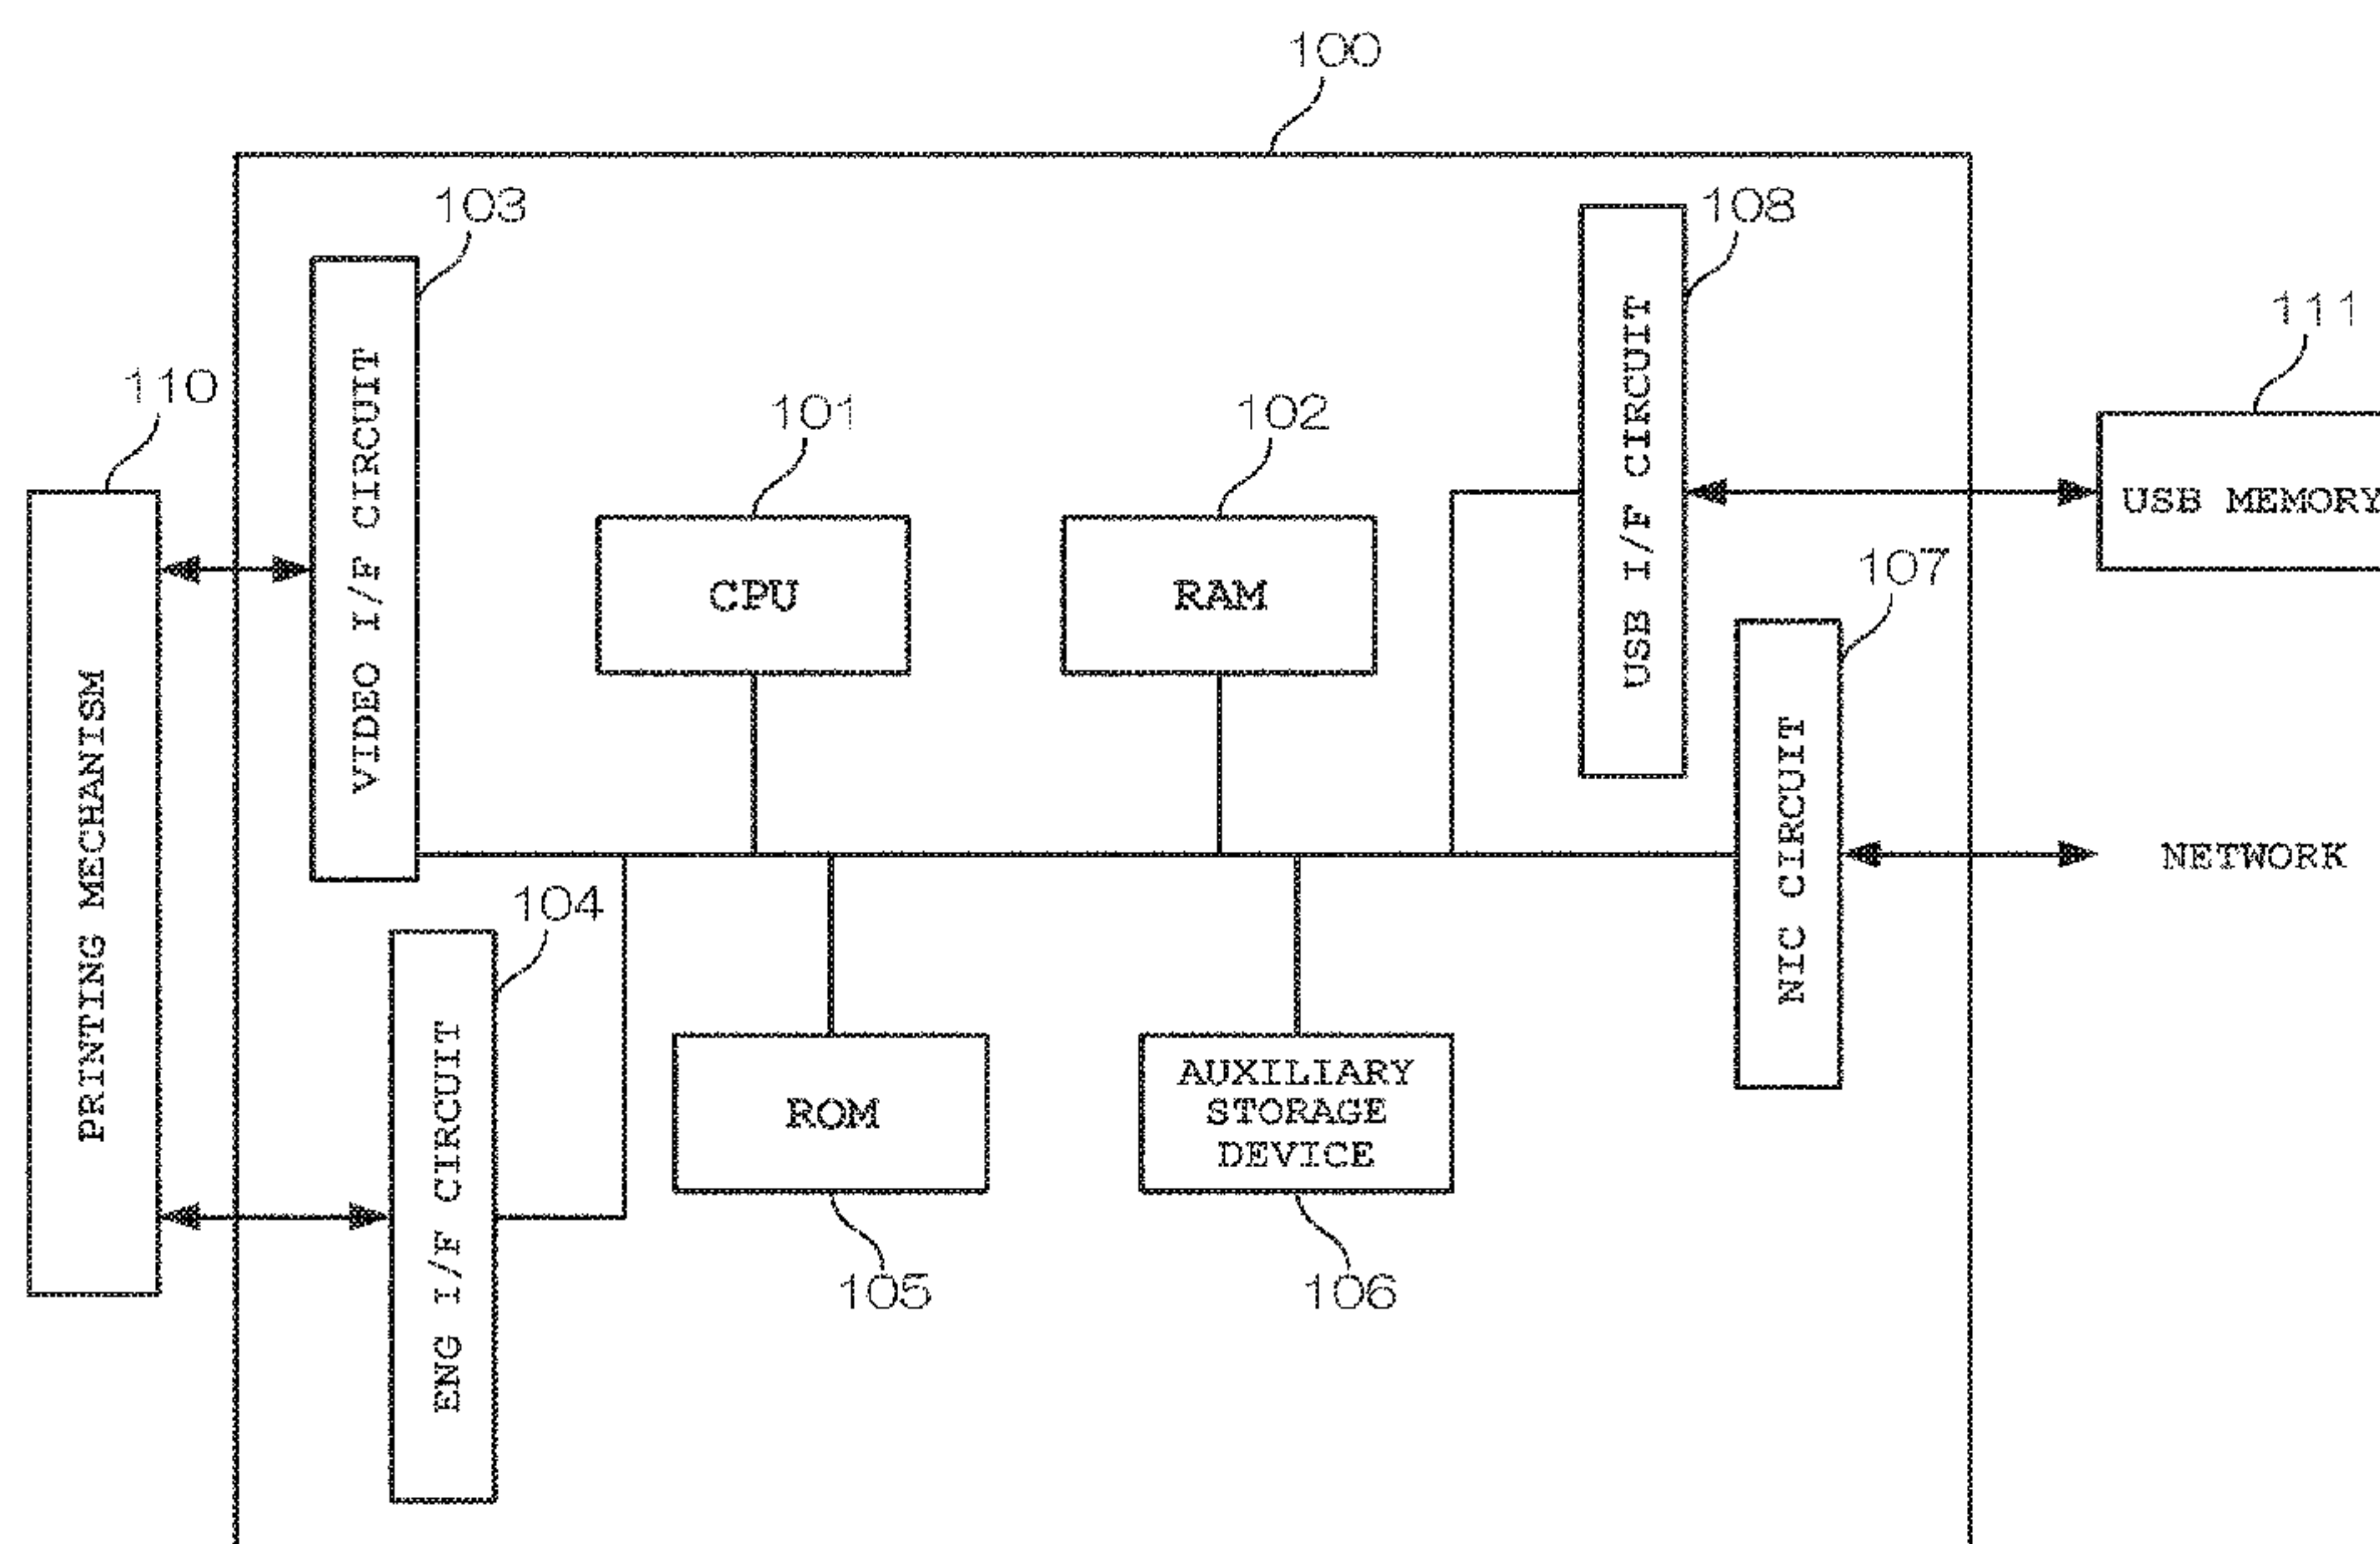 100
103
108
111
110
101
102
VIDEO I/F CIRCUIT
USB I/F CIRCUIT
USB MEMORY
107
CPU
RAM
PRINTING MECHANISM
NIC CIRCUIT
NETWORK
104
ENG I/F CIRCUIT
ROM
AUXILIARY
STORAGE
DEVICE
105
106